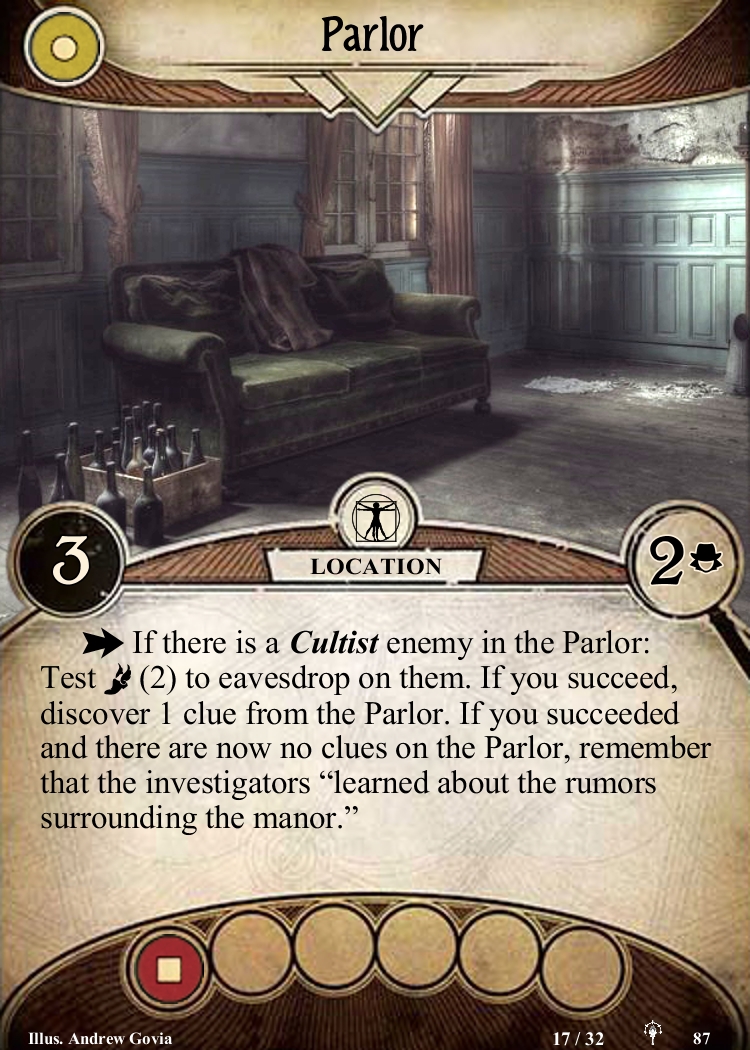 Parlor
3
LOCATION
2
If there is a Cultist enemy in the Parlor:
Test (2) to eavesdrop on them. If you succeed,
discover 1 clue from the Parlor. If you succeeded
and there are now no clues on the Parlor, remember
that the investigators “learned about the rumors
surrounding the manor.”
Illus. Andrew Govia
17 / 32
87